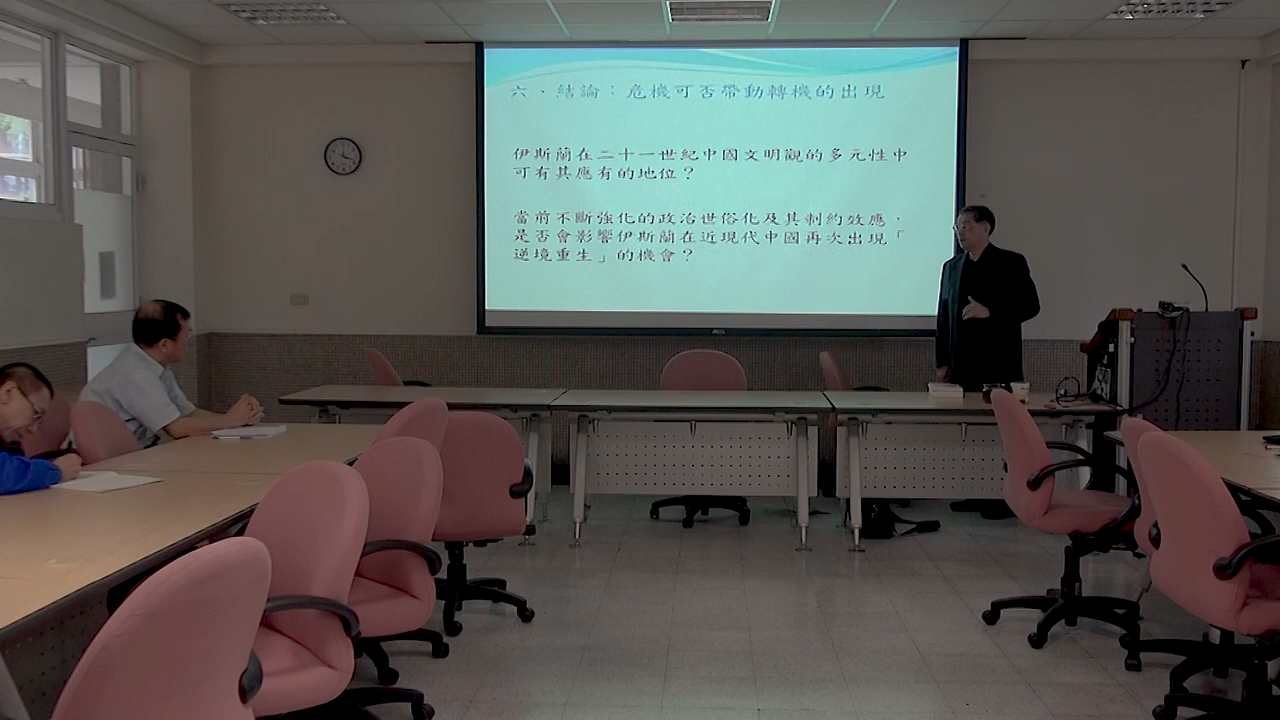 六、結論：危機可否帶動轉機的出現
伊斯蘭在二十一世紀中國文明觀的多元性中
可有其應有的地位？
當前不斷強化的政治世俗化及其制約效應，
是否會影響伊斯蘭在近現代中國再次出現「
逆境重生」的機會？